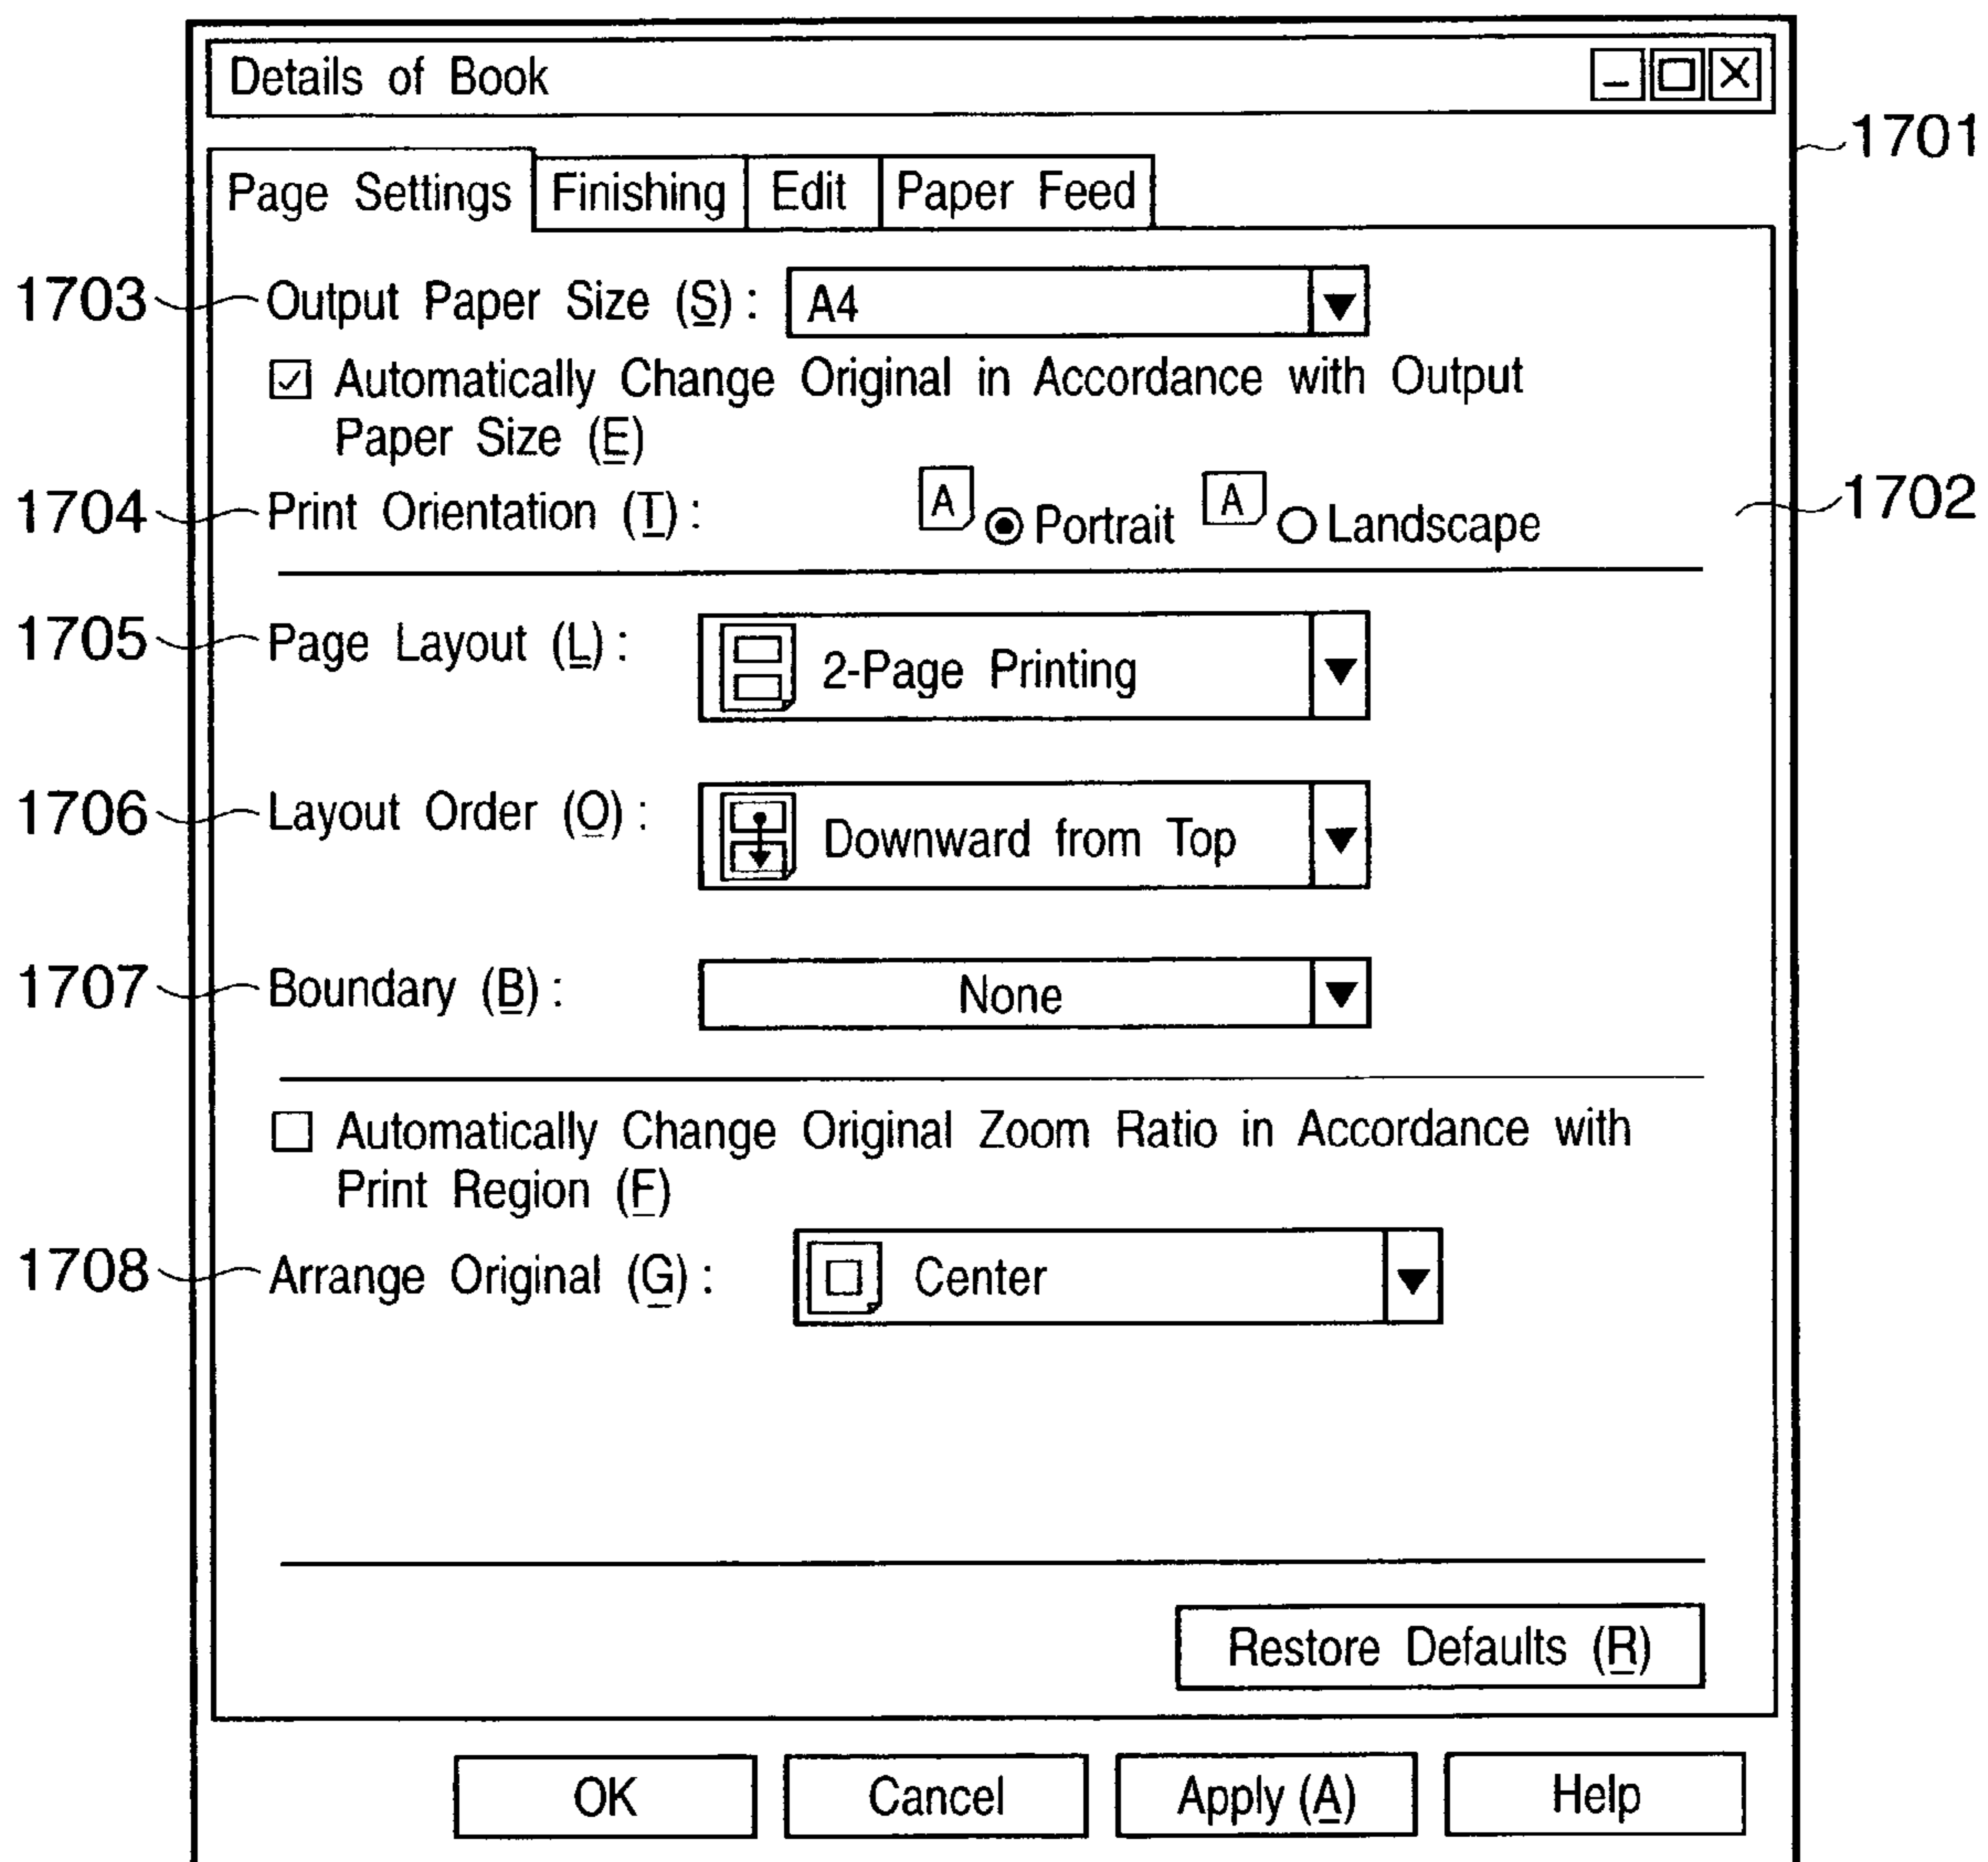 Details of Book
1701
Page Settings Finishing Edit Paper Feed
1703 Output Paper Size (S) : A4
Automatically Change Original in Accordance with Output
Paper Size (E)
1704 Print Orientation (T) : A Portrait A Landscape 1702
1705 Page Layout (L) : 2-Page Printing
1706 Layout Order (O) : Downward from Top
1707 Boundary (B) : None
Automatically Change Original Zoom Ratio in Accordance with
Print Region (F)
1708 Arrange Original (G) : Center
Restore Defaults (R)
OK Cancel Apply (A) Help